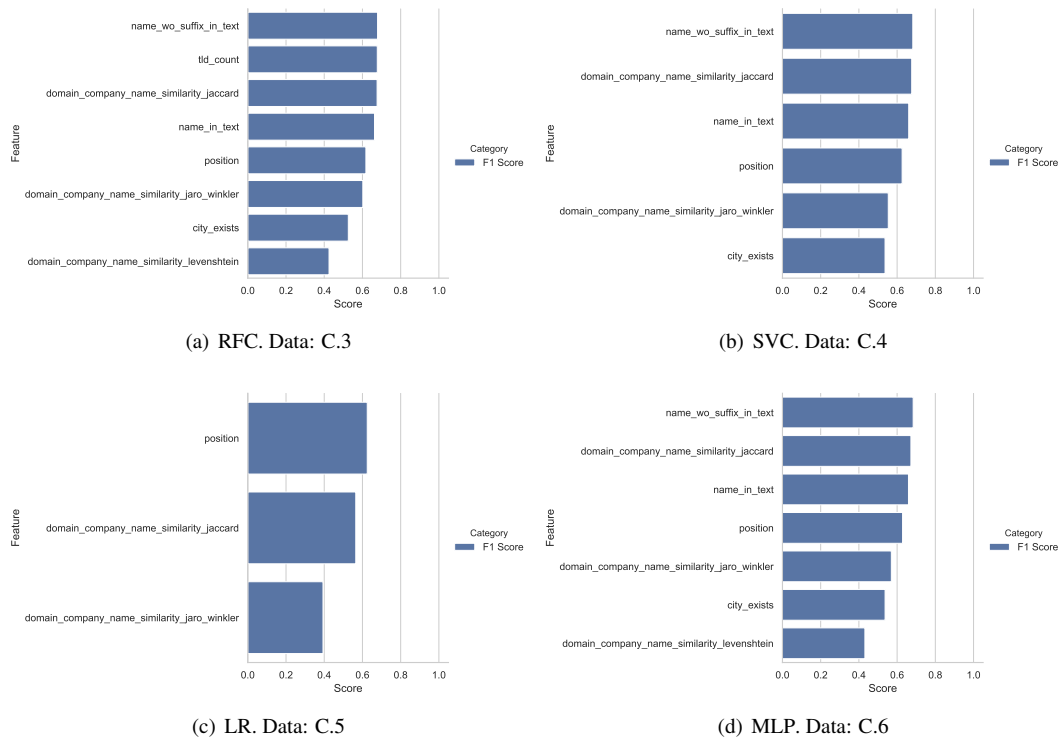 name_wo_suffix_in_text
tld_count
domain_company_name_similarity_jaccard
name_in_text
position
domain_company_name_similarity_jaro_winkler
city_exists
domain_company_name_similarity_levenshtein
Feature
0.0 0.2 0.4 0.6 0.8 1.0
Score
Category
F1 Score
(a) RFC. Data: C.3
name_wo_suffix_in_text
domain_company_name_similarity_jaccard
name_in_text
position
domain_company_name_similarity_jaro_winkler
city_exists
Feature
0.0 0.2 0.4 0.6 0.8 1.0
Score
Category
F1 Score
(b) SVC. Data: C.4
position
domain_company_name_similarity_jaccard
domain_company_name_similarity_jaro_winkler
Feature
0.0 0.2 0.4 0.6 0.8 1.0
Score
Category
F1 Score
(c) LR. Data: C.5
name_wo_suffix_in_text
domain_company_name_similarity_jaccard
name_in_text
position
domain_company_name_similarity_jaro_winkler
city_exists
domain_company_name_similarity_levenshtein
Feature
0.0 0.2 0.4 0.6 0.8 1.0
Score
Category
F1 Score
(d) MLP. Data: C.6